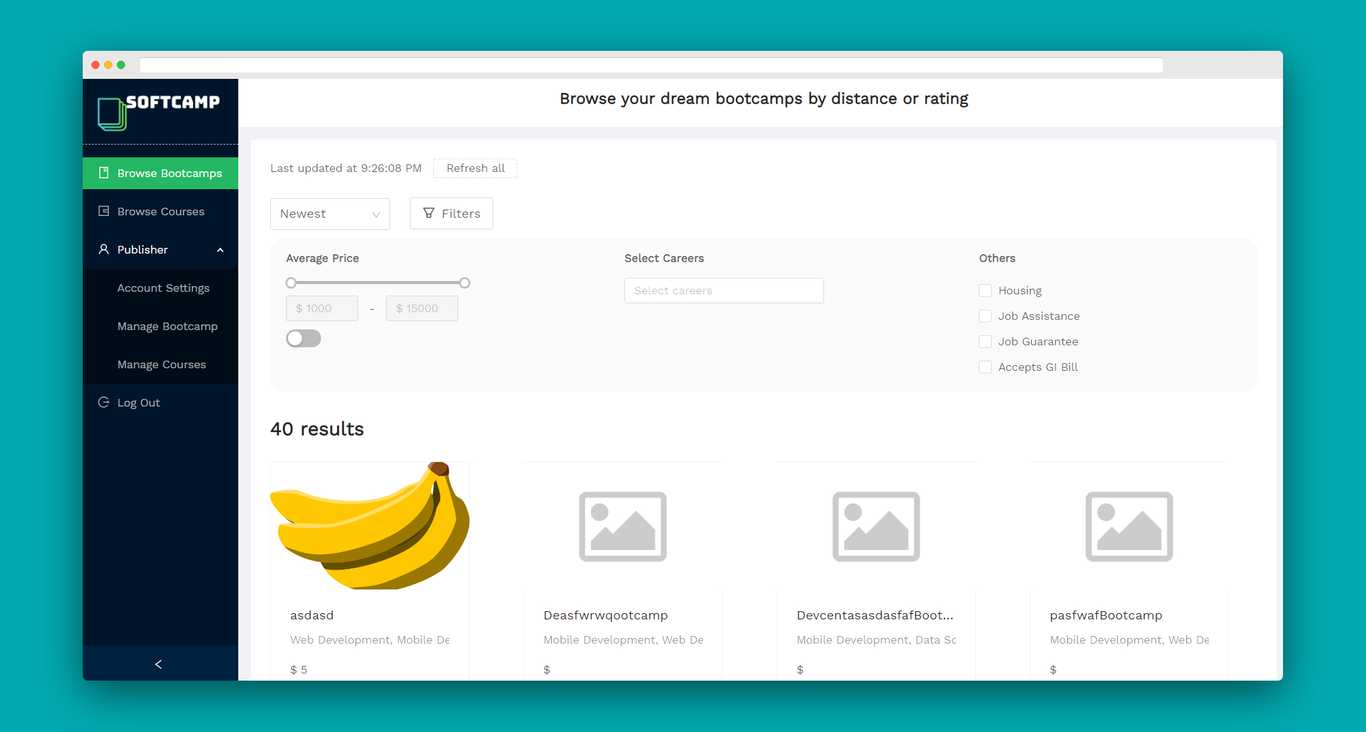 SOFTCAMP
Browse your dream bootcamps by distance or rating
Browse Bootcamps
Browse Courses
Publisher
Account Settings
Manage Bootcamp
Manage Courses
Log Out
Last updated at 9:26:08 PM
Refresh all
Newest
Filters
Average Price
$ 1000 - $ 15000
Select Careers
Select careers
Others
Housing
Job Assistance
Job Guarantee
Accepts GI Bill
40 results
asdasd
Web Development, Mobile De
$ 5
Deasfwrwqootcamp
Mobile Development, Web De
$
DevcentasasdasfafBoot...
Mobile Development, Data Sc
$
pasfwafBootcamp
Mobile Development, Web De
$